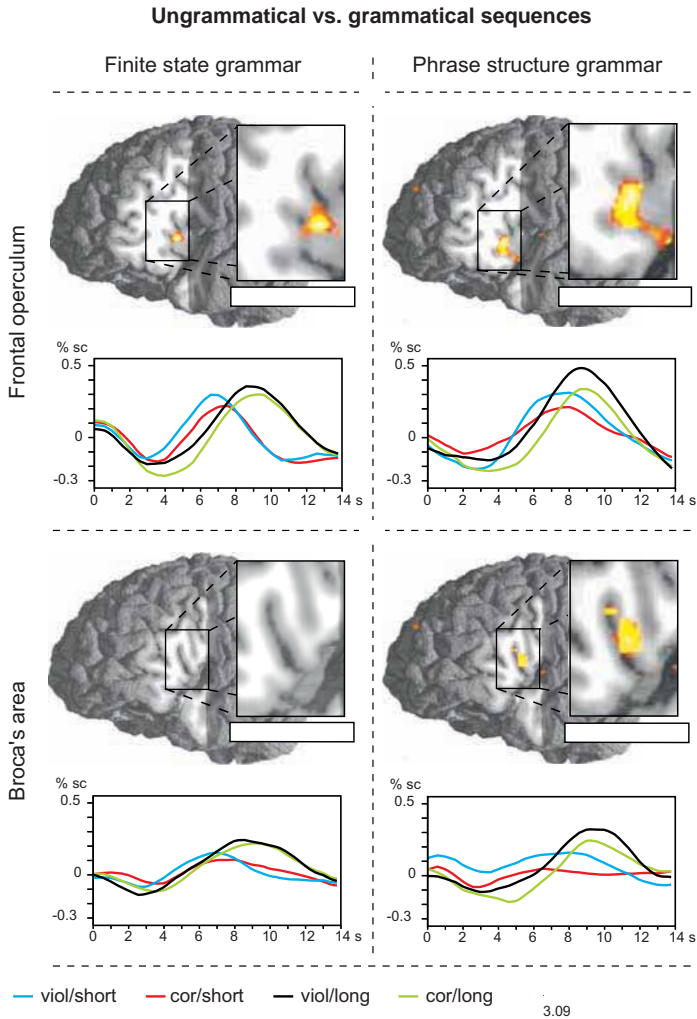 Ungrammatical vs. grammatical sequences
Finite state grammar
Phrase structure grammar
Frontal operculum
% sc
0.5
0
-0.3
0 2 4 6 8 10 12 14 s
% sc
0.5
0
-0.3
0 2 4 6 8 10 12 14 s
Broca's area
% sc
0.5
0
-0.3
0 2 4 6 8 10 12 14 s
% sc
0.5
0
-0.3
0 2 4 6 8 10 12 14 s
viol/short cor/short viol/long cor/long
3.09